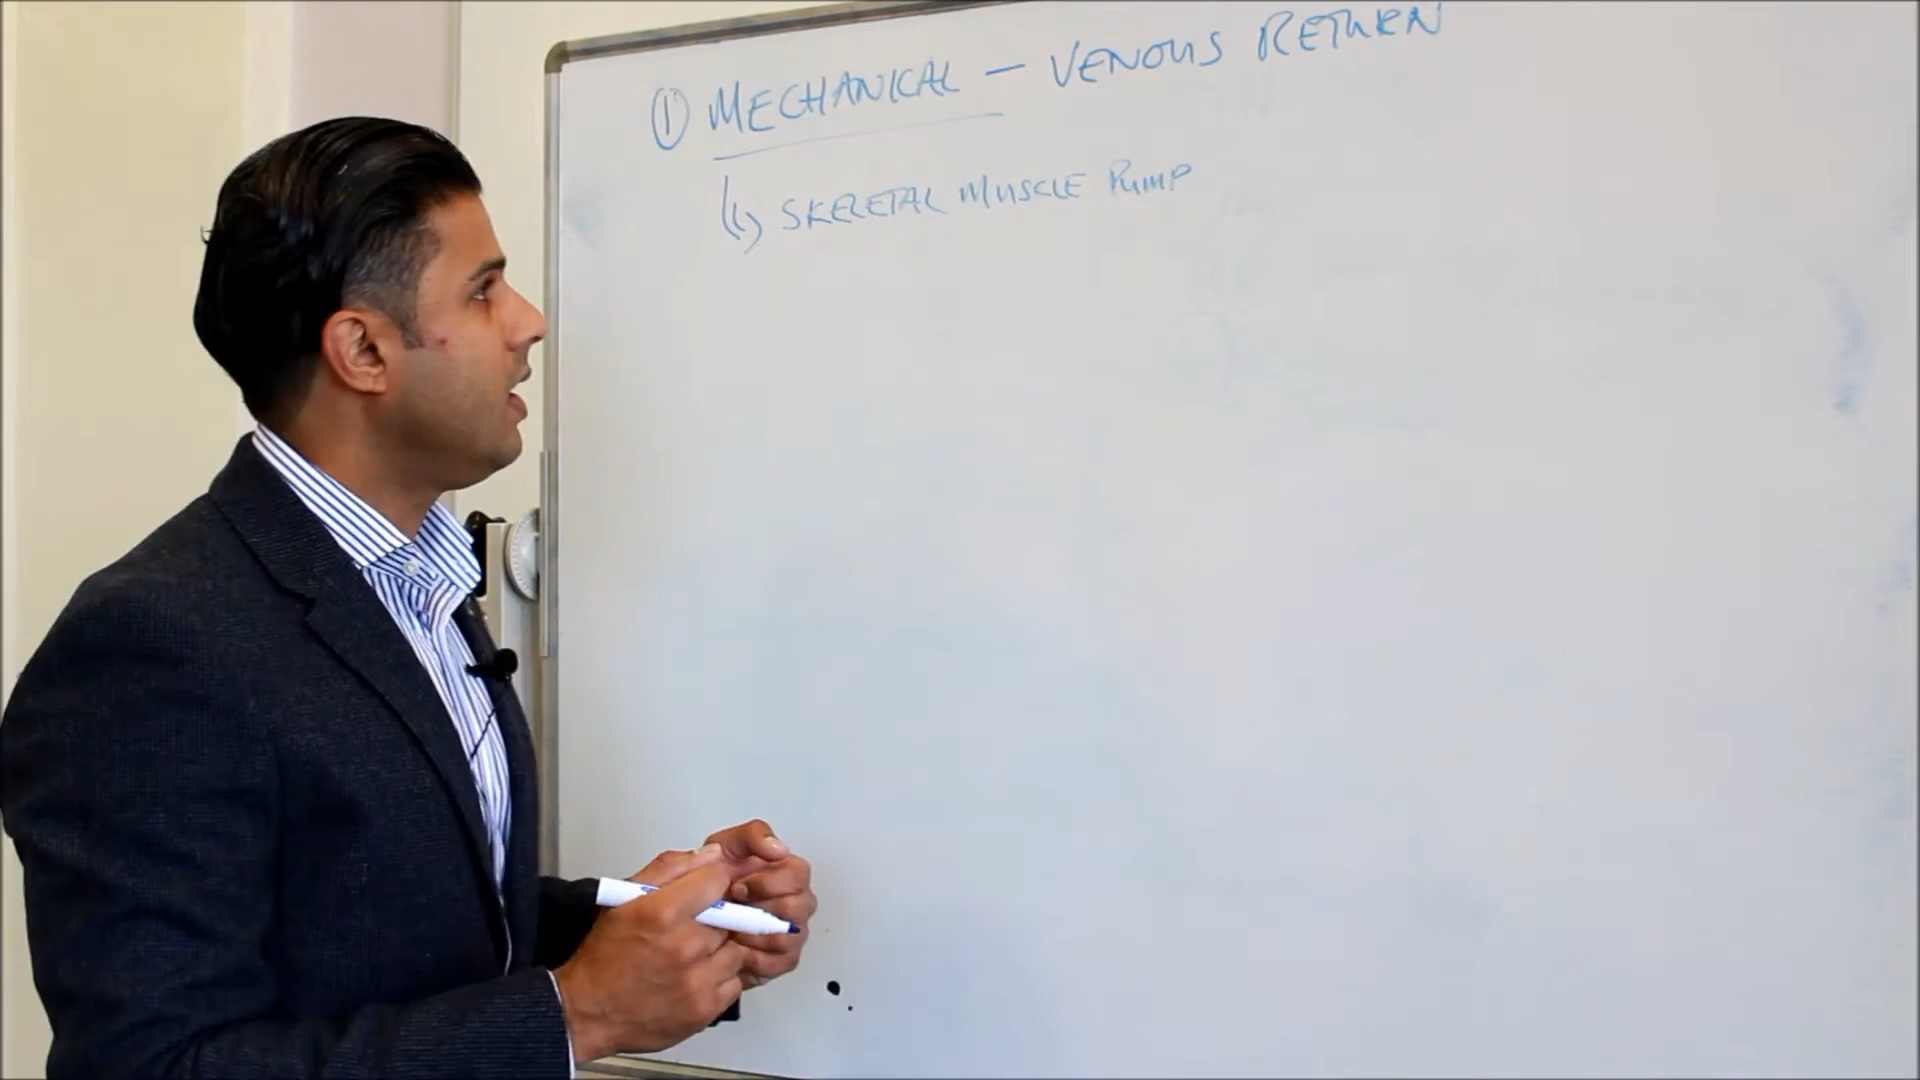 ① MECHANICAL – VENOUS RETURN
(i) SKELETAL MUSCLE PUMP